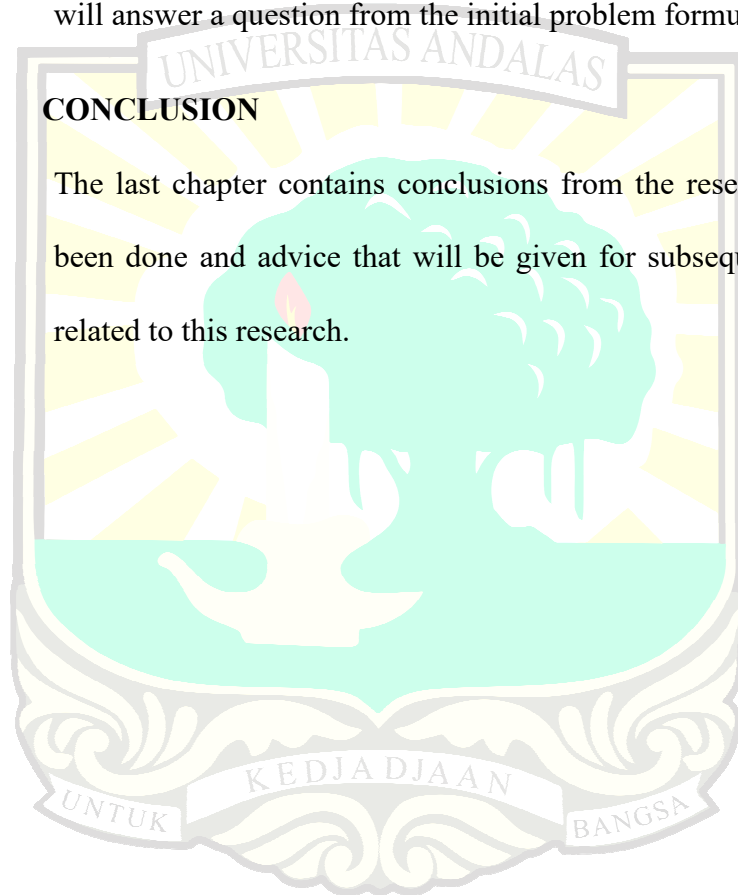 will answer a question from the initial problem formu
UNIVERSITAS ANDALAS
CONCLUSION
The last chapter contains conclusions from the rese
been done and advice that will be given for subsequ
related to this research.
UNTUK KEDJADJAAN BANGSA